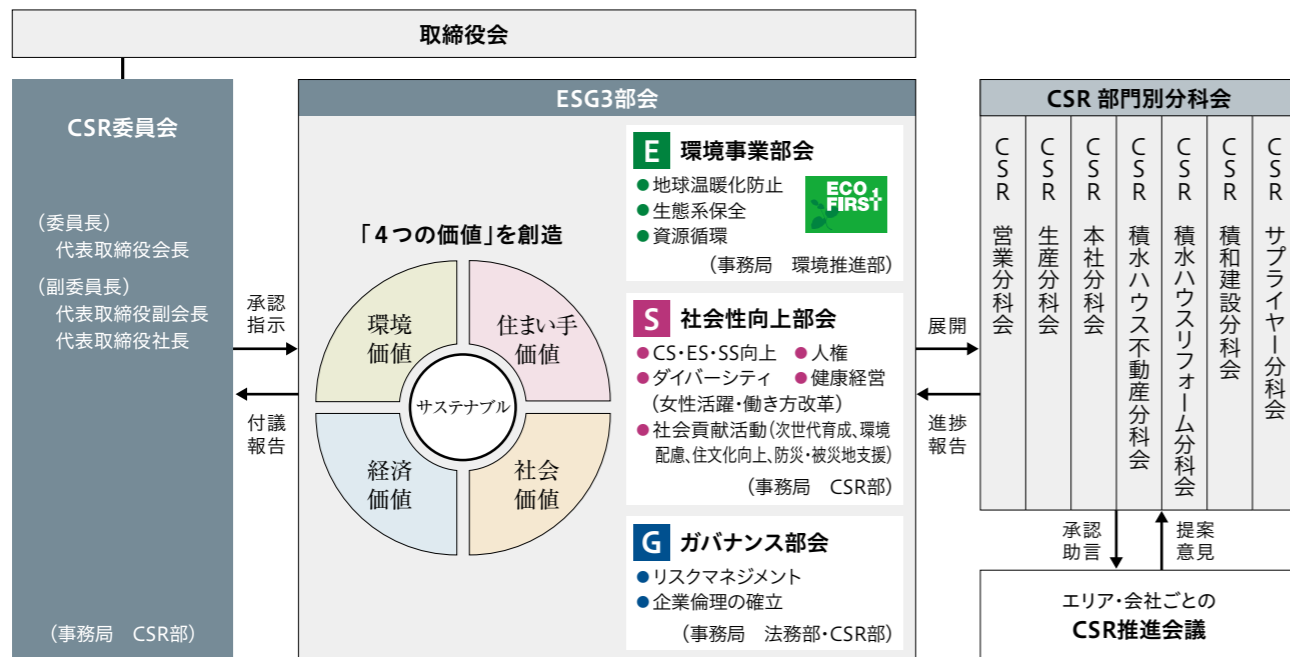 取締役会
CSR委員会
（委員長）
代表取締役会長
（副委員長）
代表取締役副会長
代表取締役社長
（事務局　CSR部）
承認
指示
付議
報告
ESG3部会
「4つの価値」を創造
環境
価値
住まい手
価値
サステナブル
経済
価値
社会
価値
E 環境事業部会
●地球温暖化防止
●生態系保全
●資源循環
ECO
FIRST
（事務局　環境推進部）
S 社会性向上部会
●CS・ES・SS向上 ●人権
●ダイバーシティ ●健康経営
（女性活躍・働き方改革）
●社会貢献活動（次世代育成、環境
配慮、住文化向上、防災・被災地支援）
（事務局　CSR部）
G ガバナンス部会
●リスクマネジメント
●企業倫理の確立
（事務局　法務部・CSR部）
展開
進捗
報告
CSR 部門別分科会
CSR 営業分科会
CSR 生産分科会
CSR 本社分科会
CSR 積水ハウス不動産分科会
CSR 積水ハウスリフォーム分科会
CSR 積和建設分科会
CSR サプライヤー分科会
承認
助言
提案
意見
エリア・会社ごとの
CSR推進会議